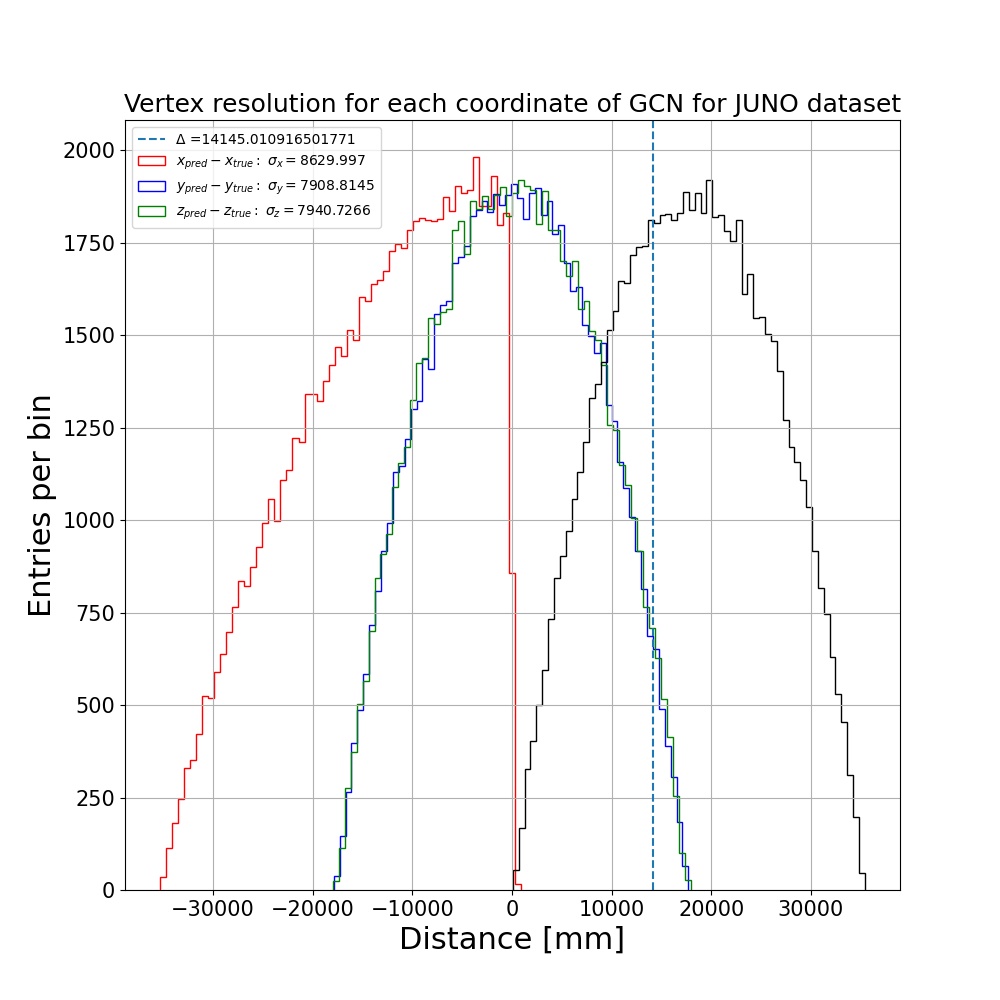 Vertex resolution for each coordinate of GCN for JUNO dataset
Δ =14145.010916501771
x_pred − x_true : σ_x = 8629.997
y_pred − y_true : σ_y = 7908.8145
z_pred − z_true : σ_z = 7940.7266
2000
1750
1500
1250
1000
750
500
250
0
Entries per bin
−30000 −20000 −10000 0 10000 20000 30000
Distance [mm]